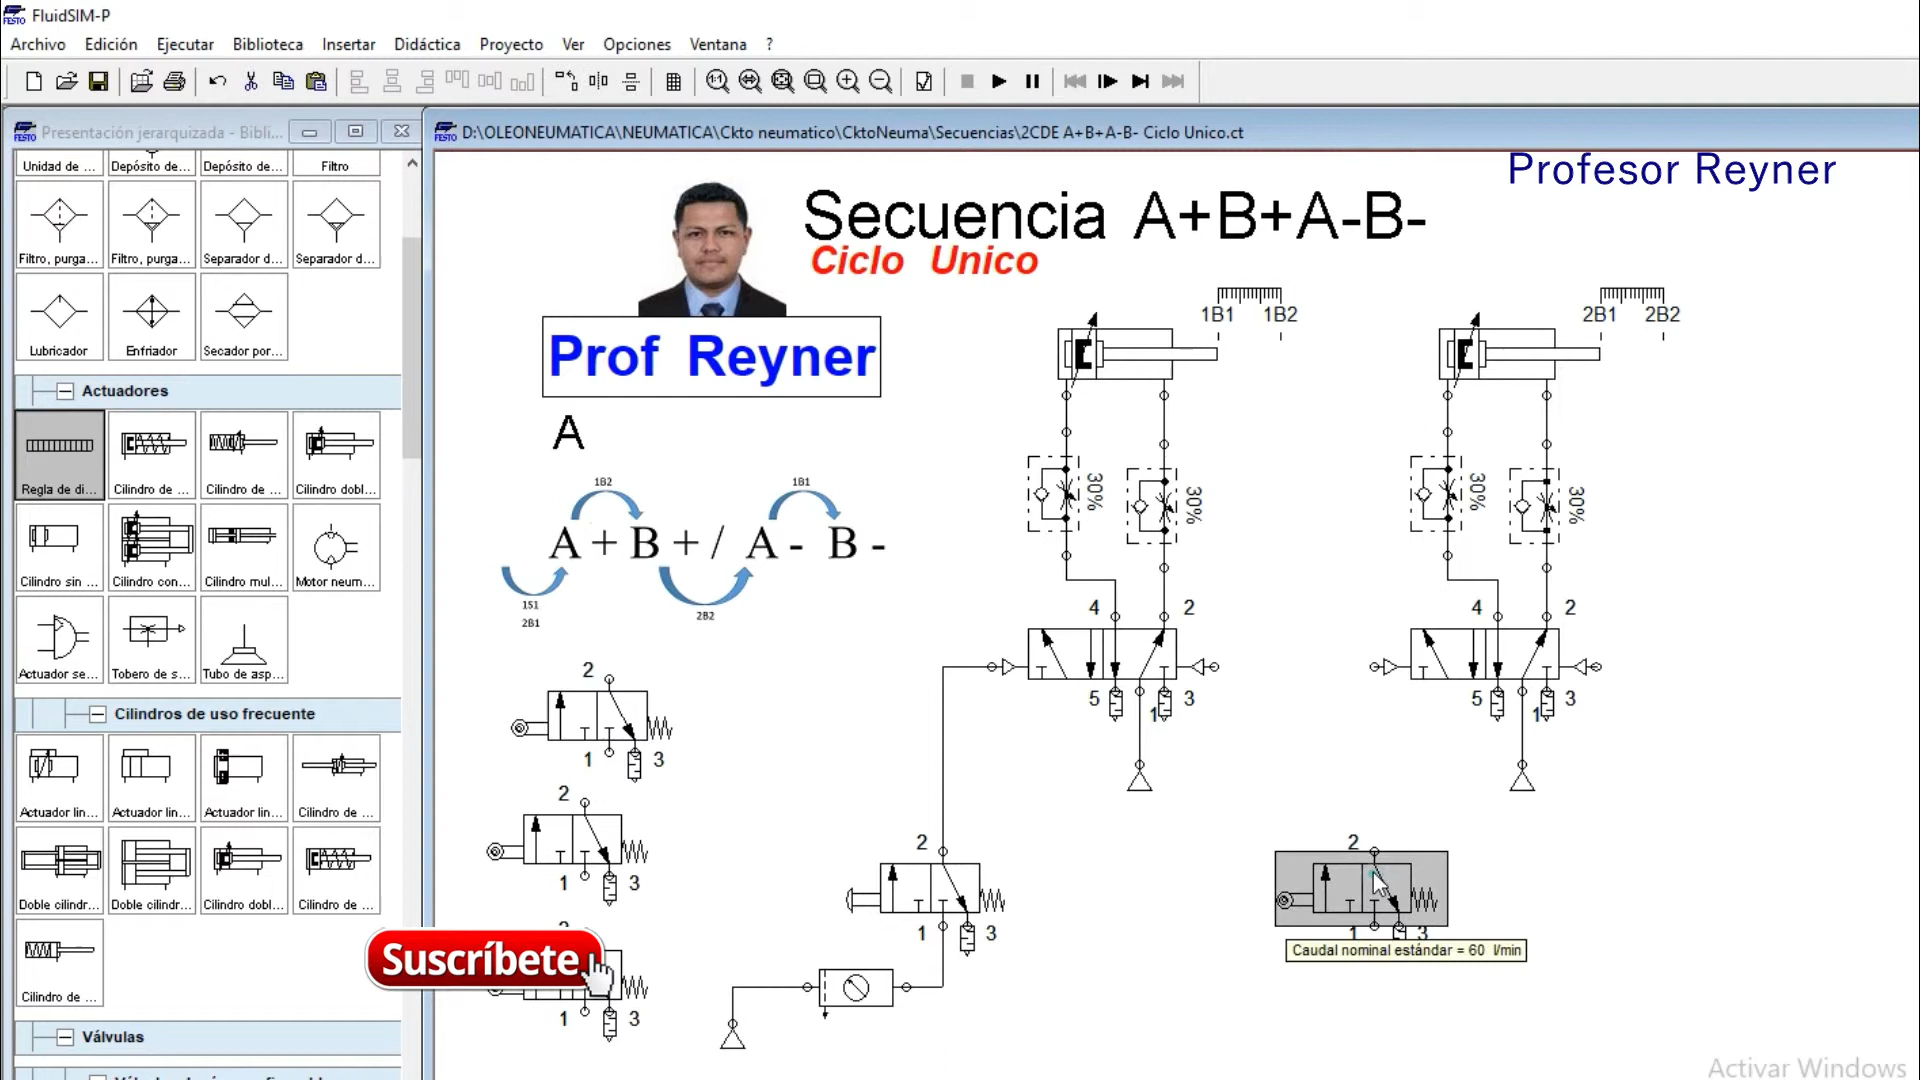 FluidSIM-P
Archivo Edición Ejecutar Biblioteca Insertar Didáctica Proyecto Ver Opciones Ventana ?
Presentación jerarquizada - Bibli...
D:\OLEONEUMATICA\NEUMATICA\Ckto neumatico\CktoNeuma\Secuencias\2CDE A+B+A-B- Ciclo Unico.ct
Unidad de ... Depósito de... Depósito de... Filtro
Filtro, purga... Filtro, purga... Separador d... Separador d...
Lubricador Enfriador Secador por...
Actuadores
Regla de di... Cilindro de ... Cilindro de ... Cilindro dobl...
Cilindro sin ... Cilindro con... Cilindro mul... Motor neum...
Actuador se... Tobero de s... Tubo de asp...
Cilindros de uso frecuente
Actuador lin... Actuador lin... Actuador lin... Cilindro de ...
Doble cilindr... Doble cilindr... Cilindro dobl... Cilindro de ...
Cilindro de ...
Válvulas
Profesor Reyner
Secuencia A+B+A-B-
Ciclo Unico
Prof Reyner
A
1B2 1B1
A + B + / A - B -
1S1
2B1
2B2
1B1 1B2
2B1 2B2
30% 30%
30% 30%
4 2
5 1 3
4 2
5 1 3
2
1 3
2
1 3
1 3
2
1 3
2
1 3
Caudal nominal estándar = 60 l/min
Suscríbete
Activar Windows